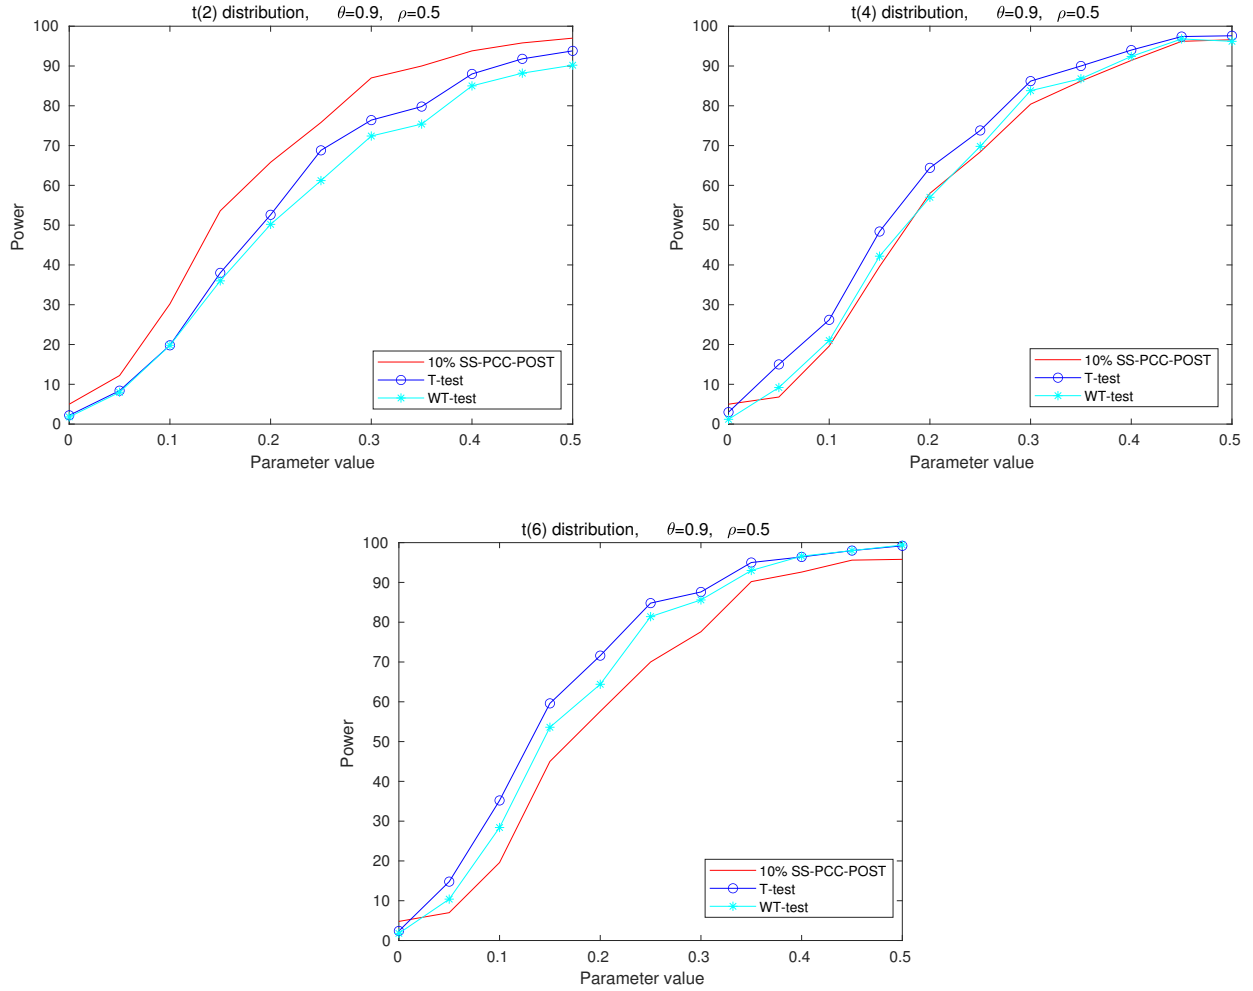 t(2) distribution, θ=0.9, ρ=0.5
100
90
80
70
60
50
40
30
20
10
0
Power
0 0.1 0.2 0.3 0.4 0.5
Parameter value
10% SS-PCC-POST
T-test
WT-test
t(4) distribution, θ=0.9, ρ=0.5
100
90
80
70
60
50
40
30
20
10
0
Power
0 0.1 0.2 0.3 0.4 0.5
Parameter value
10% SS-PCC-POST
T-test
WT-test
t(6) distribution, θ=0.9, ρ=0.5
100
90
80
70
60
50
40
30
20
10
0
Power
0 0.1 0.2 0.3 0.4 0.5
Parameter value
10% SS-PCC-POST
T-test
WT-test